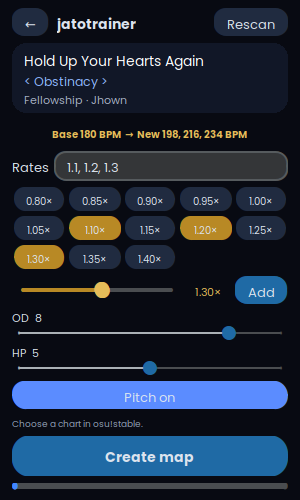 ← jatotrainer Rescan
Hold Up Your Hearts Again
< Obstinacy >
Fellowship · Jhown
Base 180 BPM → New 198, 216, 234 BPM
Rates 1.1, 1.2, 1.3
0.80× 0.85× 0.90× 0.95× 1.00×
1.05× 1.10× 1.15× 1.20× 1.25×
1.30× 1.35× 1.40×
1.30× Add
OD 8
HP 5
Pitch on
Choose a chart in osu!stable.
Create map